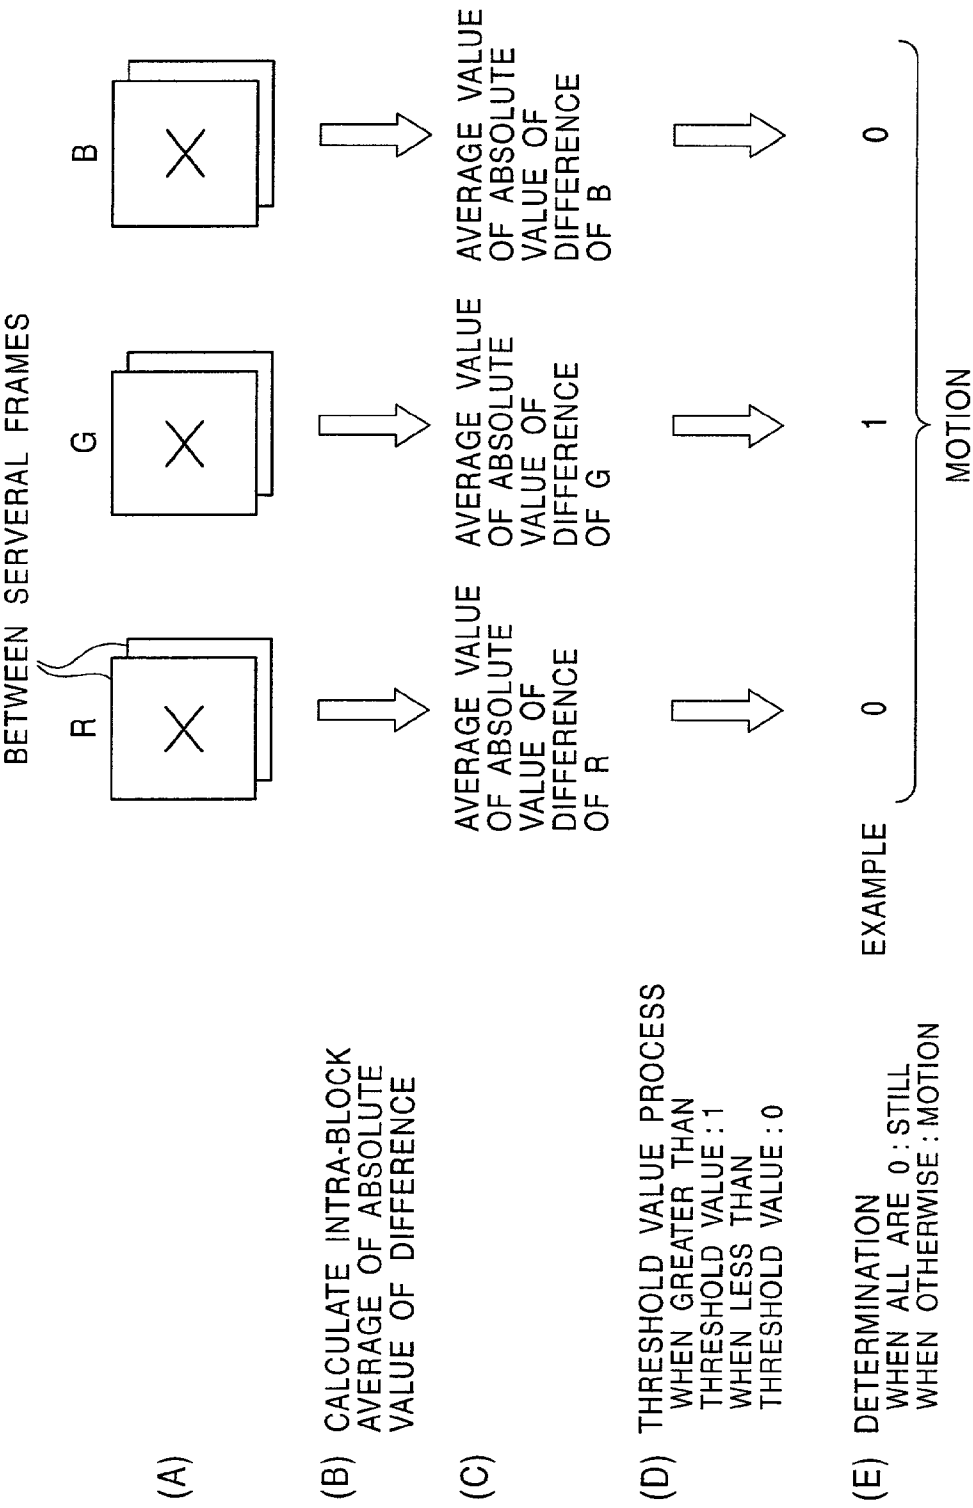 BETWEEN SERVERAL FRAMES
R
G
B
(A)
(B) CALCULATE INTRA-BLOCK
AVERAGE OF ABSOLUTE
VALUE OF DIFFERENCE
(C)
AVERAGE VALUE
OF ABSOLUTE
VALUE OF
DIFFERENCE
OF R
AVERAGE VALUE
OF ABSOLUTE
VALUE OF
DIFFERENCE
OF G
AVERAGE VALUE
OF ABSOLUTE
VALUE OF
DIFFERENCE
OF B
(D) THRESHOLD VALUE PROCESS
WHEN GREATER THAN
THRESHOLD VALUE : 1
WHEN LESS THAN
THRESHOLD VALUE : 0
(E) DETERMINATION
WHEN ALL ARE 0 : STILL
WHEN OTHERWISE : MOTION
EXAMPLE
0
1
0
MOTION